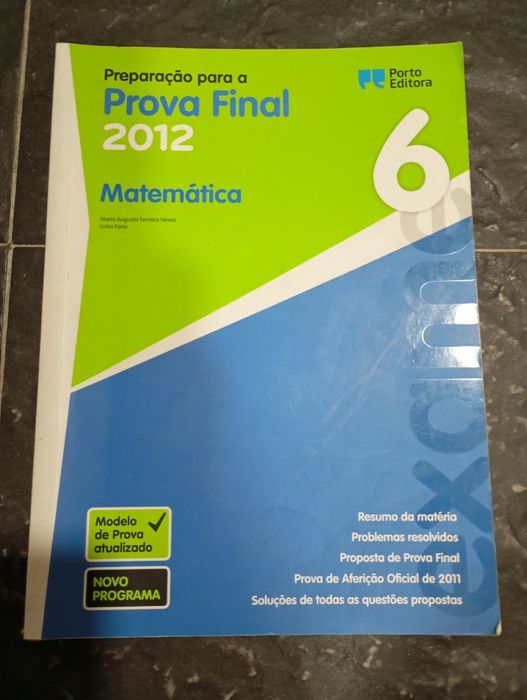 Preparação para a
Prova Final
2012
Porto
Editora
6
Matemática
Maria Augusta Ferreira Neves
Luísa Faria
exame
Modelo
de Prova
atualizado
NOVO
PROGRAMA
Resumo da matéria
Problemas resolvidos
Proposta de Prova Final
Prova de Aferição Oficial de 2011
Soluções de todas as questões propostas